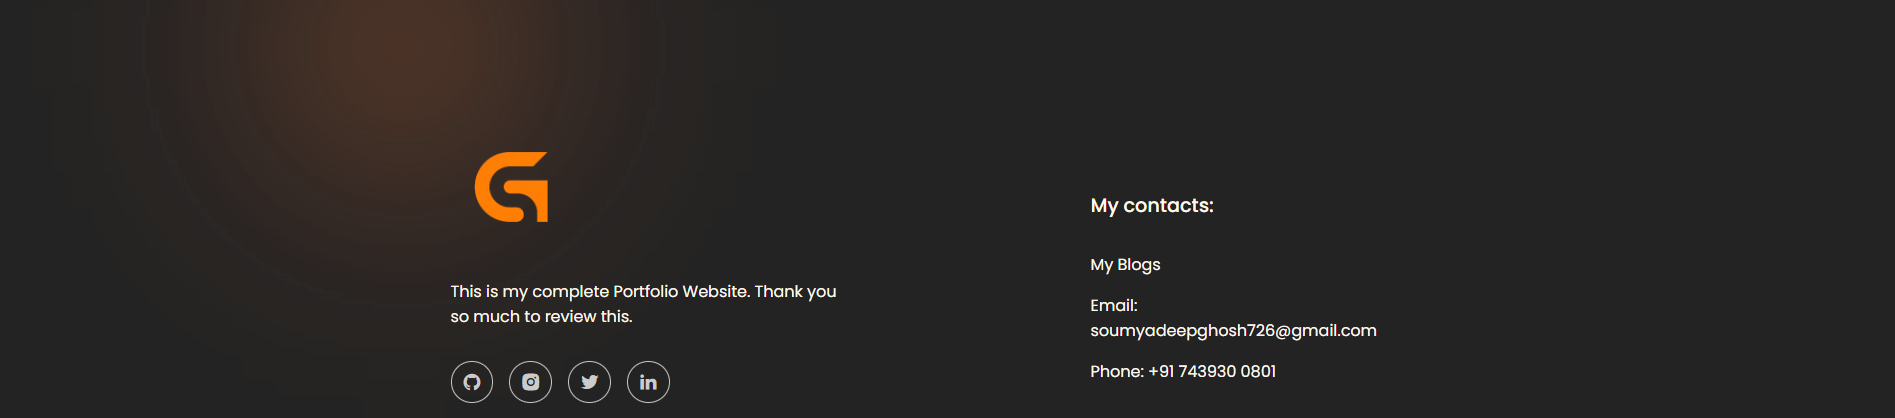 This is my complete Portfolio Website. Thank you
so much to review this.
My contacts:
My Blogs
Email:
soumyadeepghosh726@gmail.com
Phone: +91 743930 0801